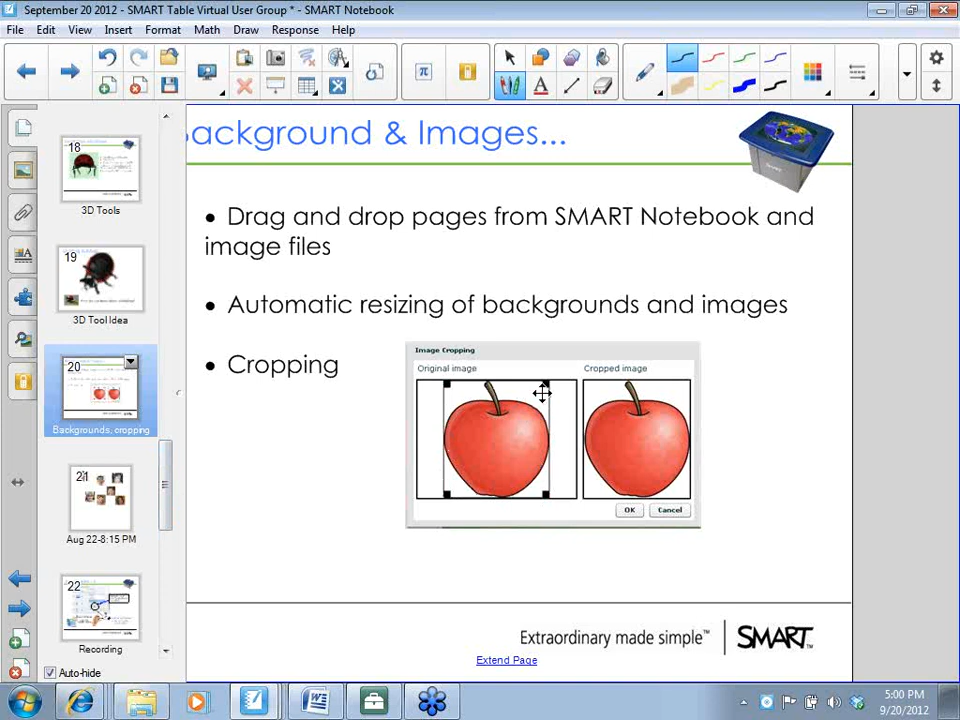 September 20 2012 - SMART Table Virtual User Group * - SMART Notebook
File Edit View Insert Format Math Draw Response Help
18
3D Tools
19
3D Tool Idea
20
Backgrounds, cropping
21
Aug 22-8:15 PM
22
Recording
Auto-hide
Background & Images...
• Drag and drop pages from SMART Notebook and
image files
• Automatic resizing of backgrounds and images
• Cropping
Image Cropping
Original image Cropped image
OK Cancel
Extraordinary made simple™ SMART™
Extend Page
5:00 PM
9/20/2012